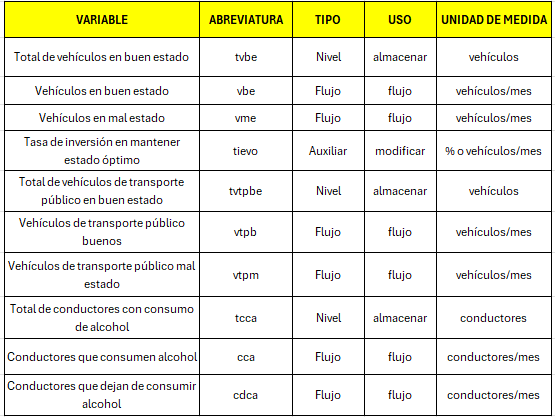 VARIABLE ABREVIATURA TIPO USO UNIDAD DE MEDIDA
Total de vehículos en buen estado tvbe Nivel almacenar vehículos
Vehículos en buen estado vbe Flujo flujo vehículos/mes
Vehículos en mal estado vme Flujo flujo vehículos/mes
Tasa de inversión en mantener
estado óptimo tievo Auxiliar modificar % o vehículos/mes
Total de vehículos de transporte
público en buen estado tvtpbe Nivel almacenar vehículos
Vehículos de transporte público
buenos vtpb Flujo flujo vehículos/mes
Vehículos de transporte público mal
estado vtpm Flujo flujo vehículos/mes
Total de conductores con consumo
de alcohol tcca Nivel almacenar conductores
Conductores que consumen alcohol cca Flujo flujo conductores/mes
Conductores que dejan de consumir
alcohol cdca Flujo flujo conductores/mes